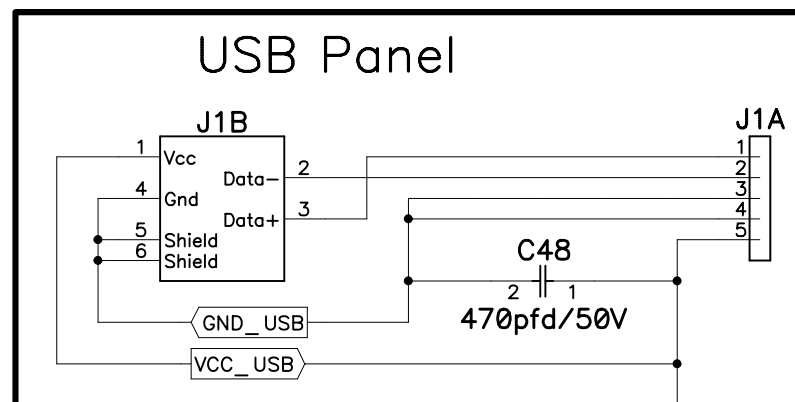 USB Panel
J1B
J1A
1 Vcc
Data- 2
4 Gnd
Data+ 3
5 Shield
6 Shield
1
2
3
4
5
C48
2 1
470pfd/50V
GND_USB
VCC_USB